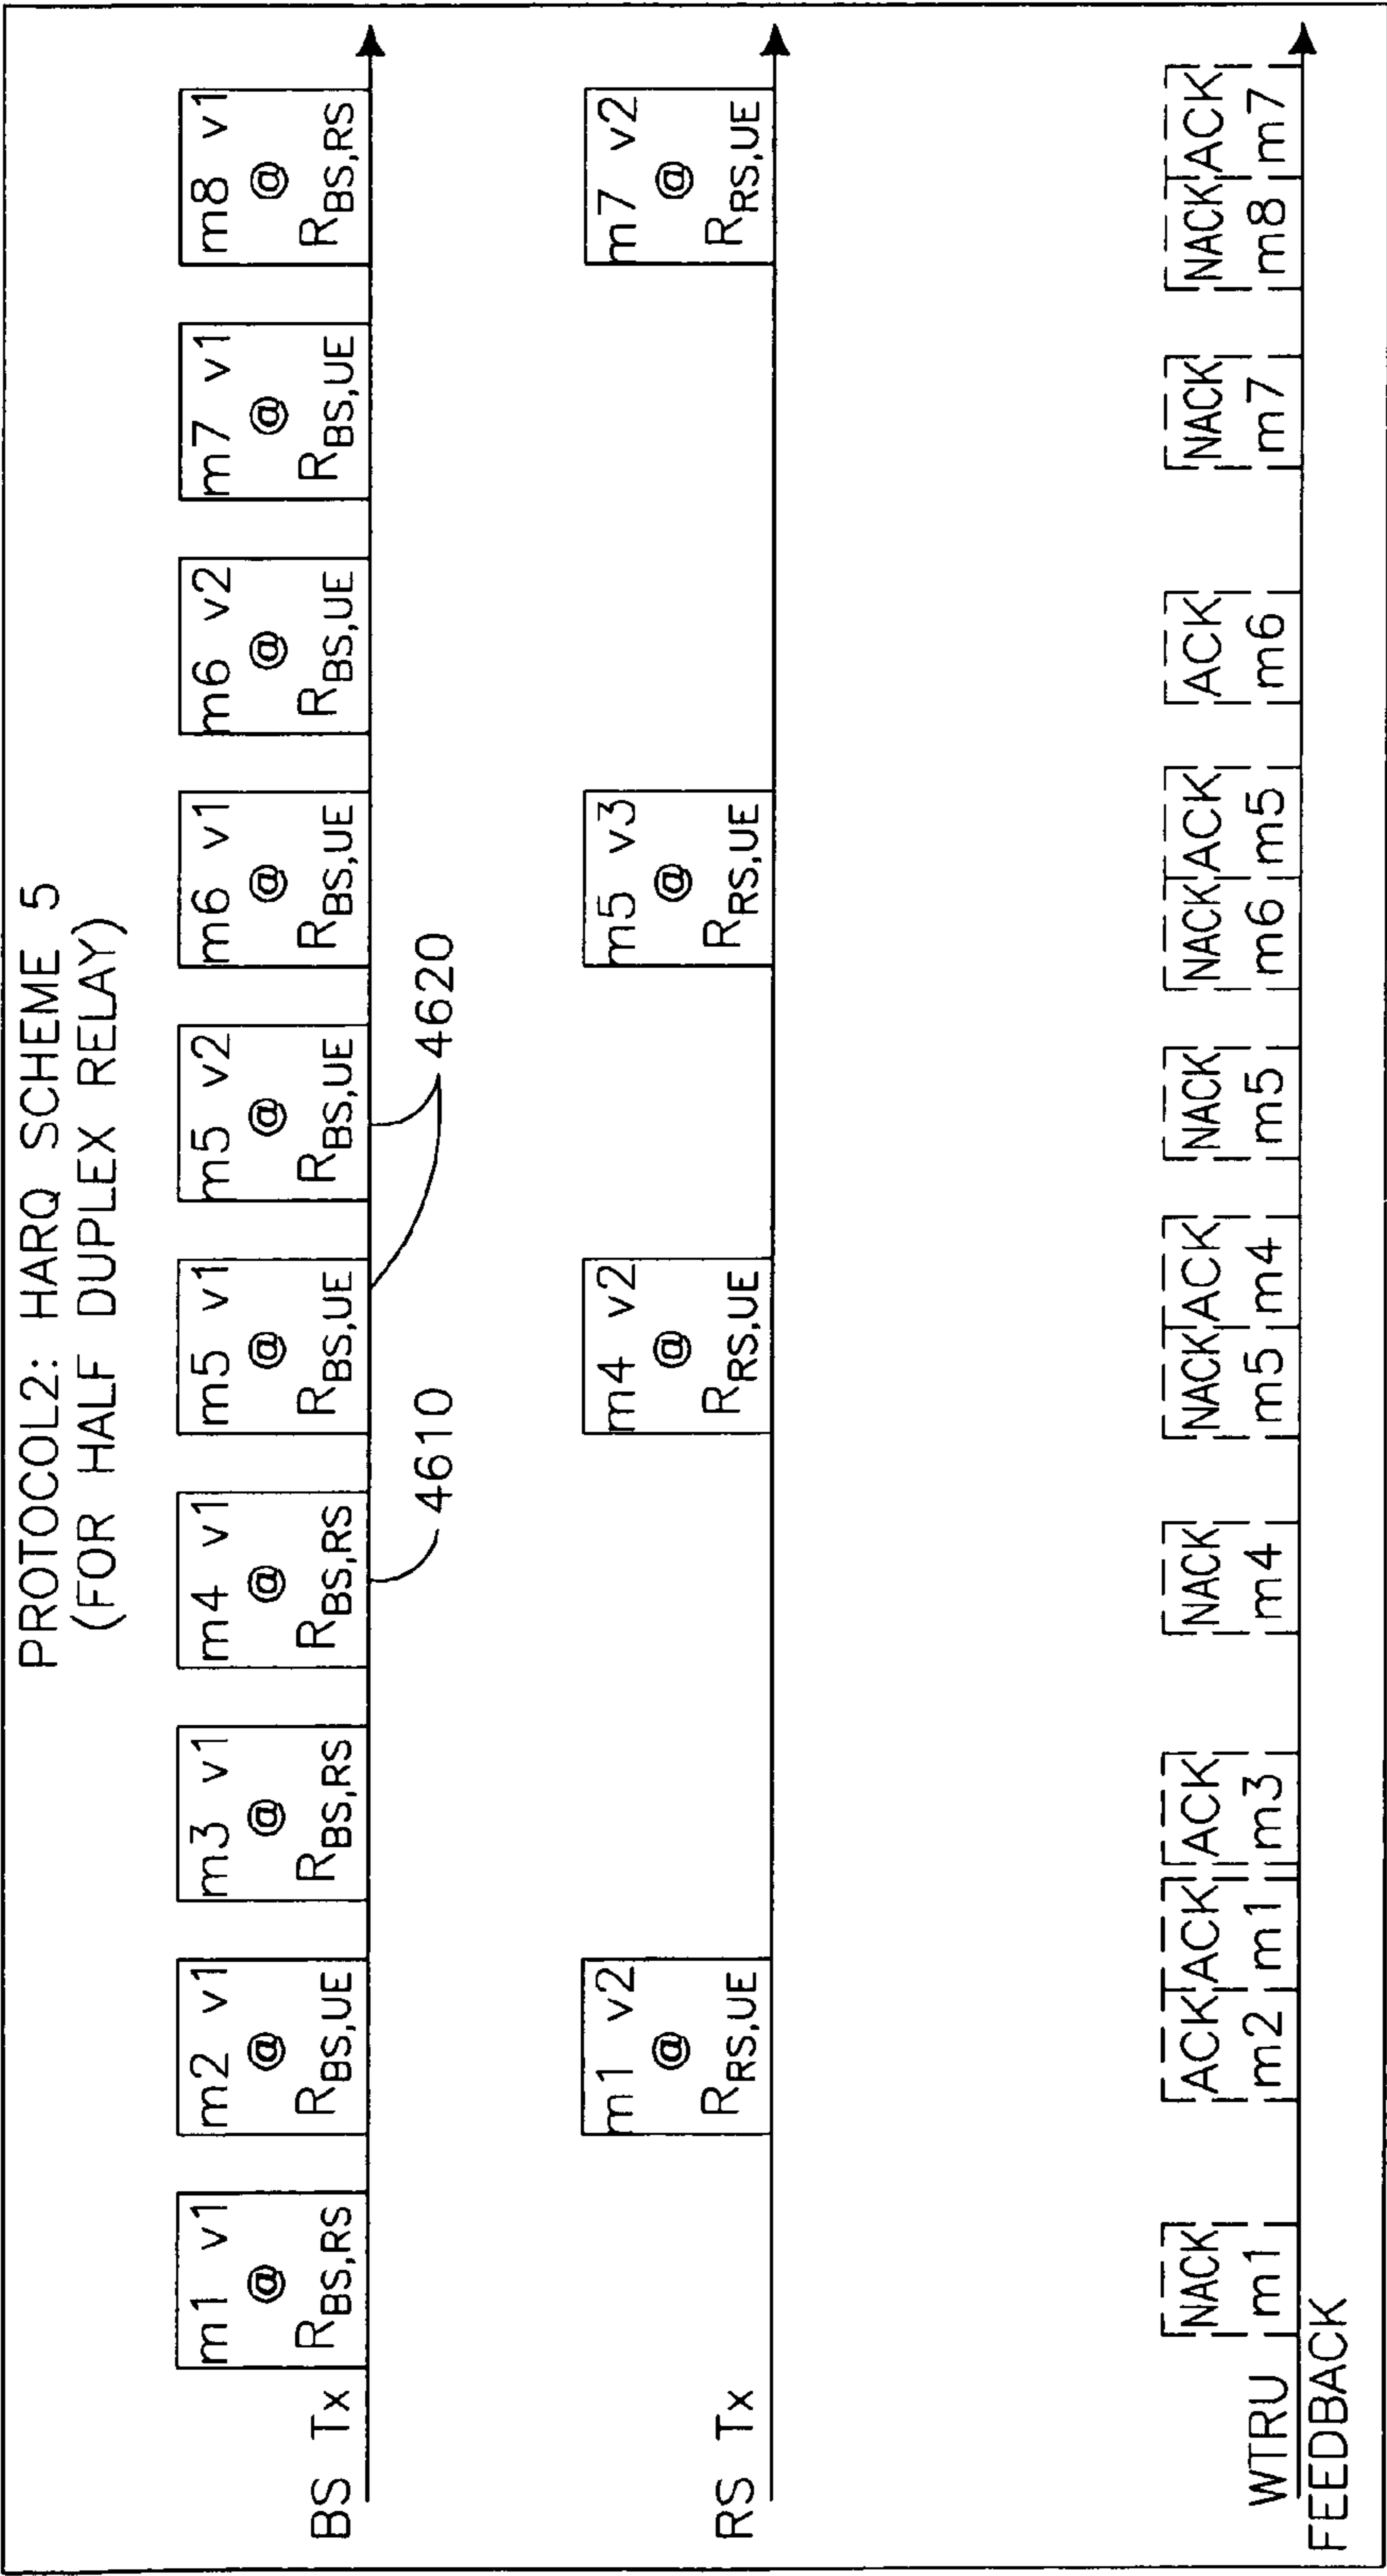 PROTOCOL2: HARQ SCHEME 5
(FOR HALF DUPLEX RELAY)
BS Tx
m1 v1
@
RBS,RS
m2 v1
@
RBS,UE
m3 v1
@
RBS,RS
m4 v1
@
RBS,RS
m5 v1
@
RBS,UE
m5 v2
@
RBS,UE
m6 v1
@
RBS,UE
m6 v2
@
RBS,UE
m7 v1
@
RBS,UE
m8 v1
@
RBS,RS
4610
4620
RS Tx
m1 v2
@
RRS,UE
m4 v2
@
RRS,UE
m5 v3
@
RRS,UE
m7 v2
@
RRS,UE
WTRU
FEEDBACK
NACK
m1
ACK
m2
ACK
m1
ACK
m3
NACK
m4
NACK
m5
ACK
m4
NACK
m5
NACK
m6
ACK
m5
ACK
m6
NACK
m7
NACK
m8
ACK
m7